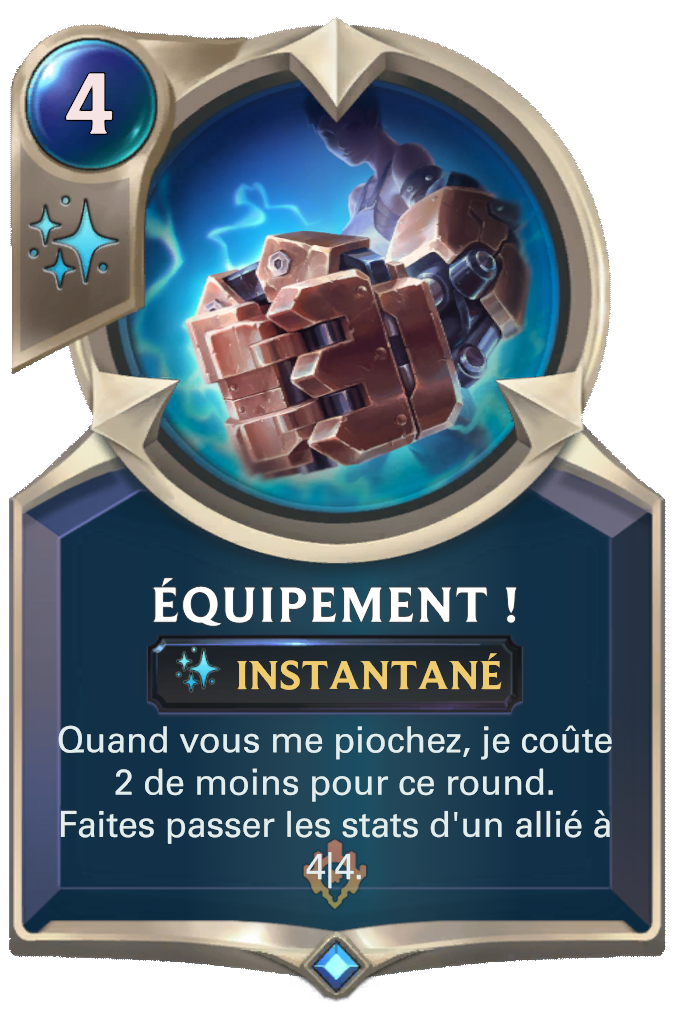 4
ÉQUIPEMENT !
INSTANTANÉ
Quand vous me piochez, je coûte
2 de moins pour ce round.
Faites passer les stats d'un allié à
4|4.